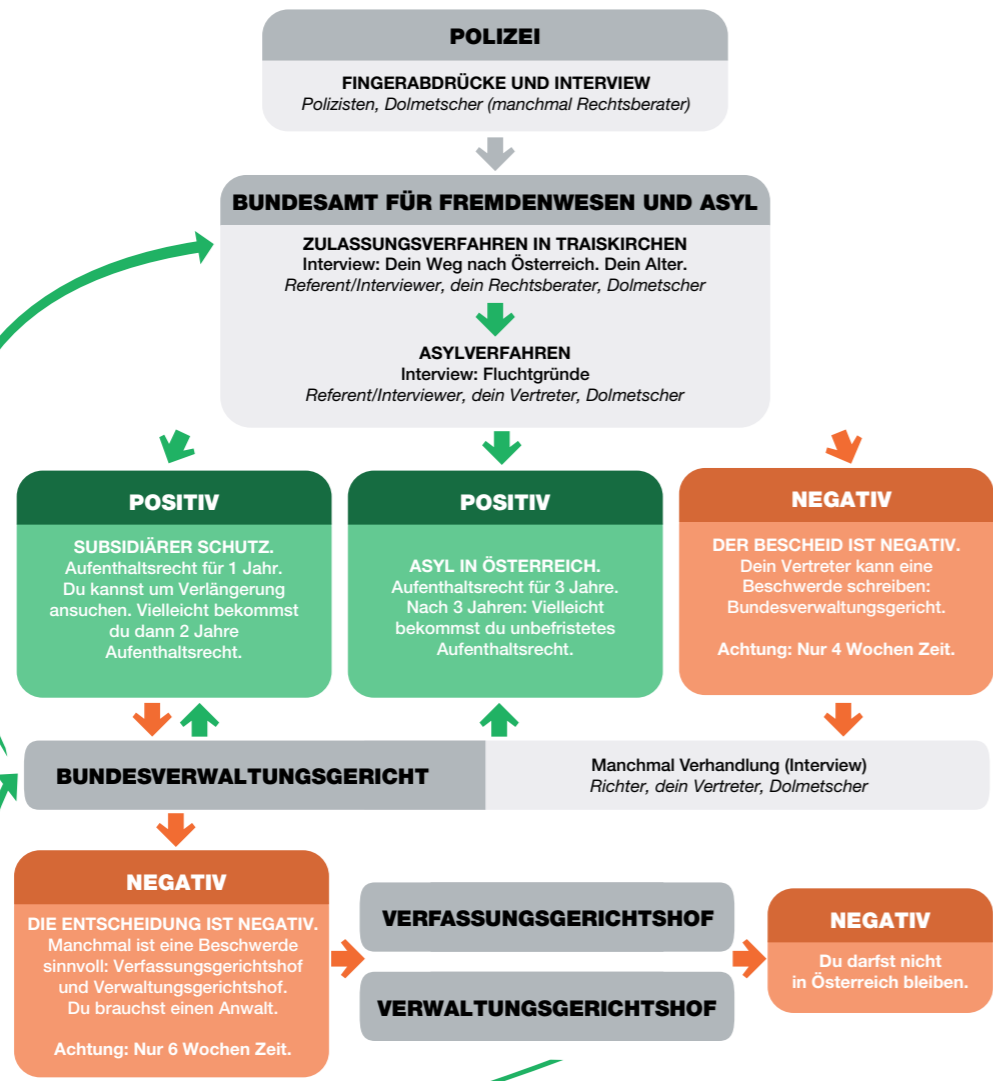 POLIZEI
FINGERABDRÜCKE UND INTERVIEW
Polizisten, Dolmetscher (manchmal Rechtsberater)
BUNDESAMT FÜR FREMDENWESEN UND ASYL
ZULASSUNGSVERFAHREN IN TRAISKIRCHEN
Interview: Dein Weg nach Österreich. Dein Alter.
Referent/Interviewer, dein Rechtsberater, Dolmetscher
ASYLVERFAHREN
Interview: Fluchtgründe
Referent/Interviewer, dein Vertreter, Dolmetscher
POSITIV
SUBSIDIÄRER SCHUTZ.
Aufenthaltsrecht für 1 Jahr.
Du kannst um Verlängerung
ansuchen. Vielleicht bekommst
du dann 2 Jahre
Aufenthaltsrecht.
POSITIV
ASYL IN ÖSTERREICH.
Aufenthaltsrecht für 3 Jahre.
Nach 3 Jahren: Vielleicht
bekommst du unbefristetes
Aufenthaltsrecht.
NEGATIV
DER BESCHEID IST NEGATIV.
Dein Vertreter kann eine
Beschwerde schreiben:
Bundesverwaltungsgericht.
Achtung: Nur 4 Wochen Zeit.
BUNDESVERWALTUNGSGERICHT
Manchmal Verhandlung (Interview)
Richter, dein Vertreter, Dolmetscher
NEGATIV
DIE ENTSCHEIDUNG IST NEGATIV.
Manchmal ist eine Beschwerde
sinnvoll: Verfassungsgerichtshof
und Verwaltungsgerichtshof.
Du brauchst einen Anwalt.
Achtung: Nur 6 Wochen Zeit.
VERFASSUNGSGERICHTSHOF
VERWALTUNGSGERICHTSHOF
NEGATIV
Du darfst nicht
in Österreich bleiben.